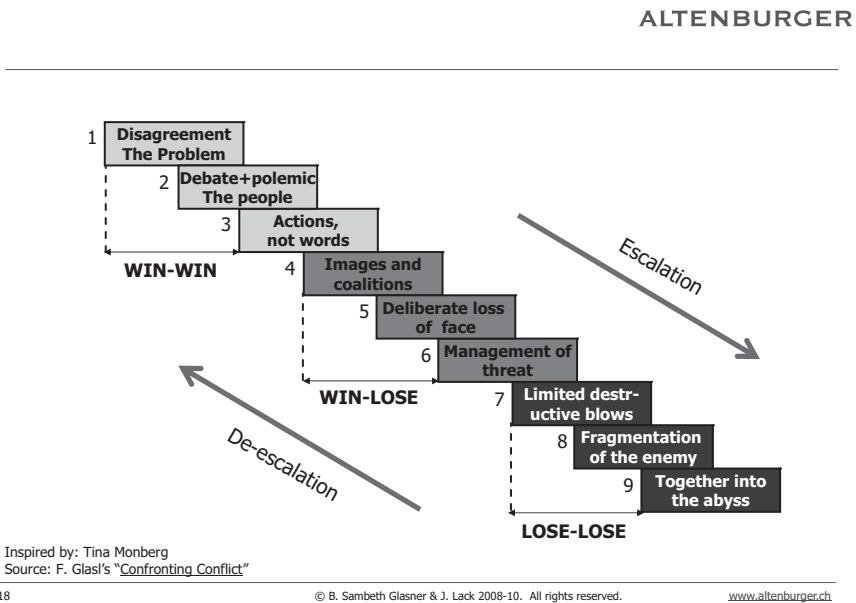 ALTENBURGER
1
Disagreement
The Problem
2
Debate+polemic
The people
3
Actions,
not words
WIN-WIN
4
Images and
coalitions
5
Deliberate loss
of face
6
Management of
threat
WIN-LOSE
7
Limited destr-
uctive blows
8
Fragmentation
of the enemy
9
Together into
the abyss
LOSE-LOSE
Escalation
De-escalation
Inspired by: Tina Monberg
Source: F. Glasl’s “Confronting Conflict”
18
© B. Sambeth Glasner & J. Lack 2008-10. All rights reserved.
www.altenburger.ch